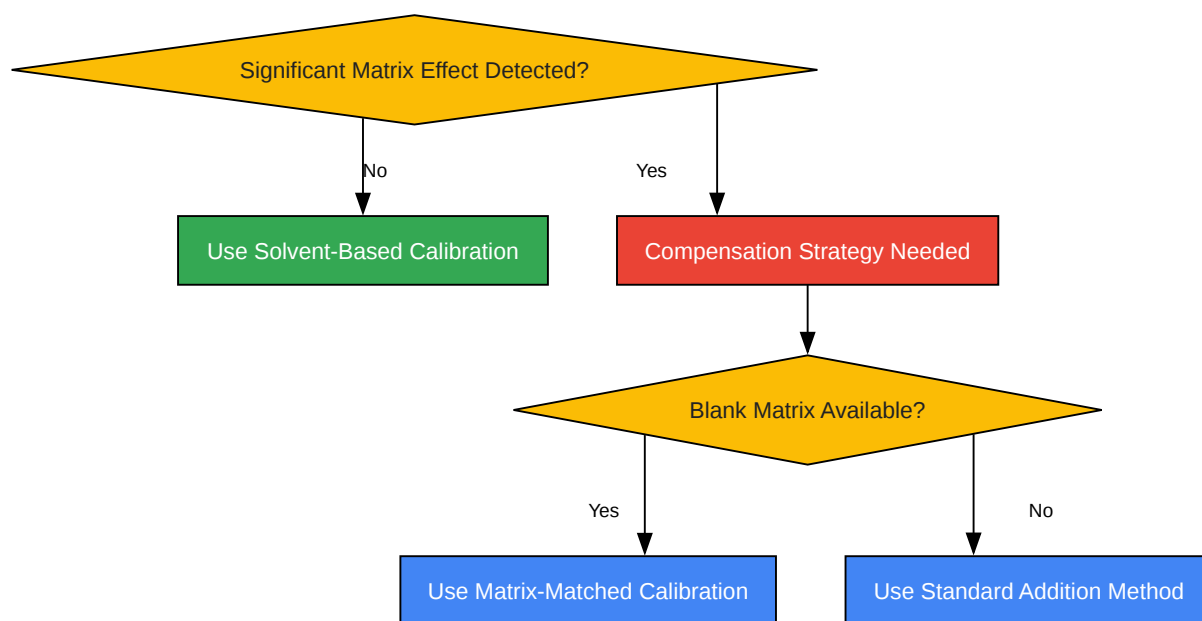 Significant Matrix Effect Detected?
No
Yes
Use Solvent-Based Calibration
Compensation Strategy Needed
Blank Matrix Available?
Yes
No
Use Matrix-Matched Calibration
Use Standard Addition Method